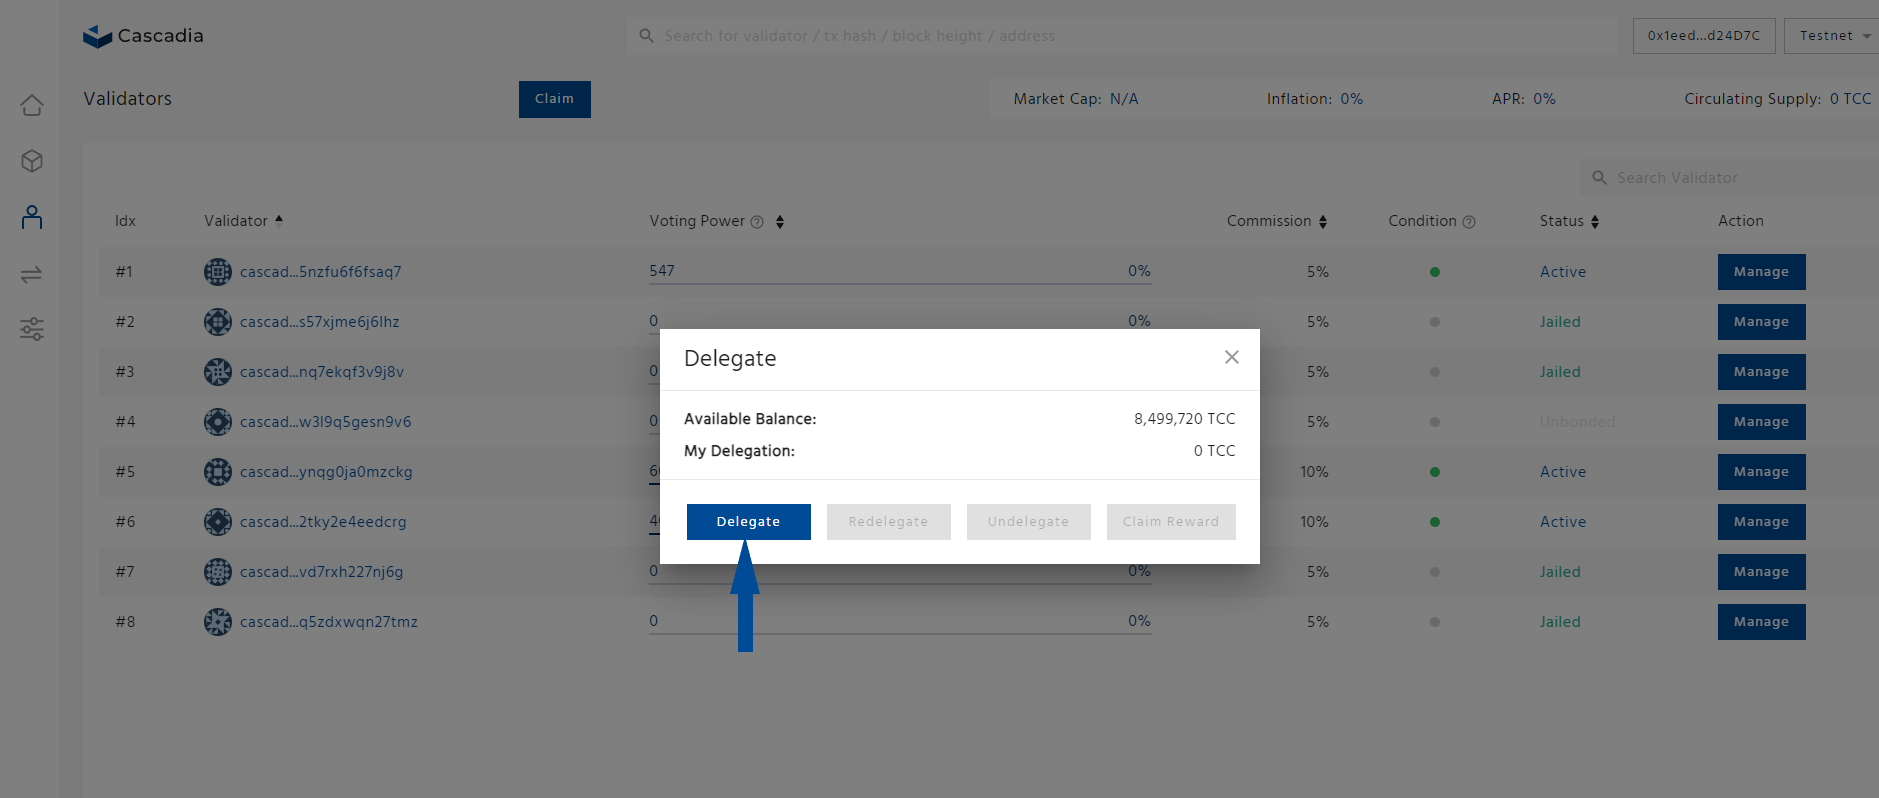 Cascadia
Search for validator / tx hash / block height / address
0x1eed...d24D7C
Testnet
Validators
Claim
Market Cap: N/A
Inflation: 0%
APR: 0%
Circulating Supply: 0 TCC
Search Validator
Idx Validator Voting Power Commission Condition Status Action
#1 cascad...5nzfu6f6fsaq7 547 0% 5% Active Manage
#2 cascad...s57xjme6j6lhz 0 0% 5% Jailed Manage
#3 cascad...nq7ekqf3v9j8v 0 5% Jailed Manage
#4 cascad...w3l9q5gesn9v6 0 5% Unbonded Manage
#5 cascad...ynqg0ja0mzckg 10% Active Manage
#6 cascad...2tky2e4eedcrg 10% Active Manage
#7 cascad...vd7rxh227nj6g 0 0% 5% Jailed Manage
#8 cascad...q5zdxwqn27tmz 0 0% 5% Jailed Manage
Delegate
Available Balance: 8,499,720 TCC
My Delegation: 0 TCC
Delegate Redelegate Undelegate Claim Reward